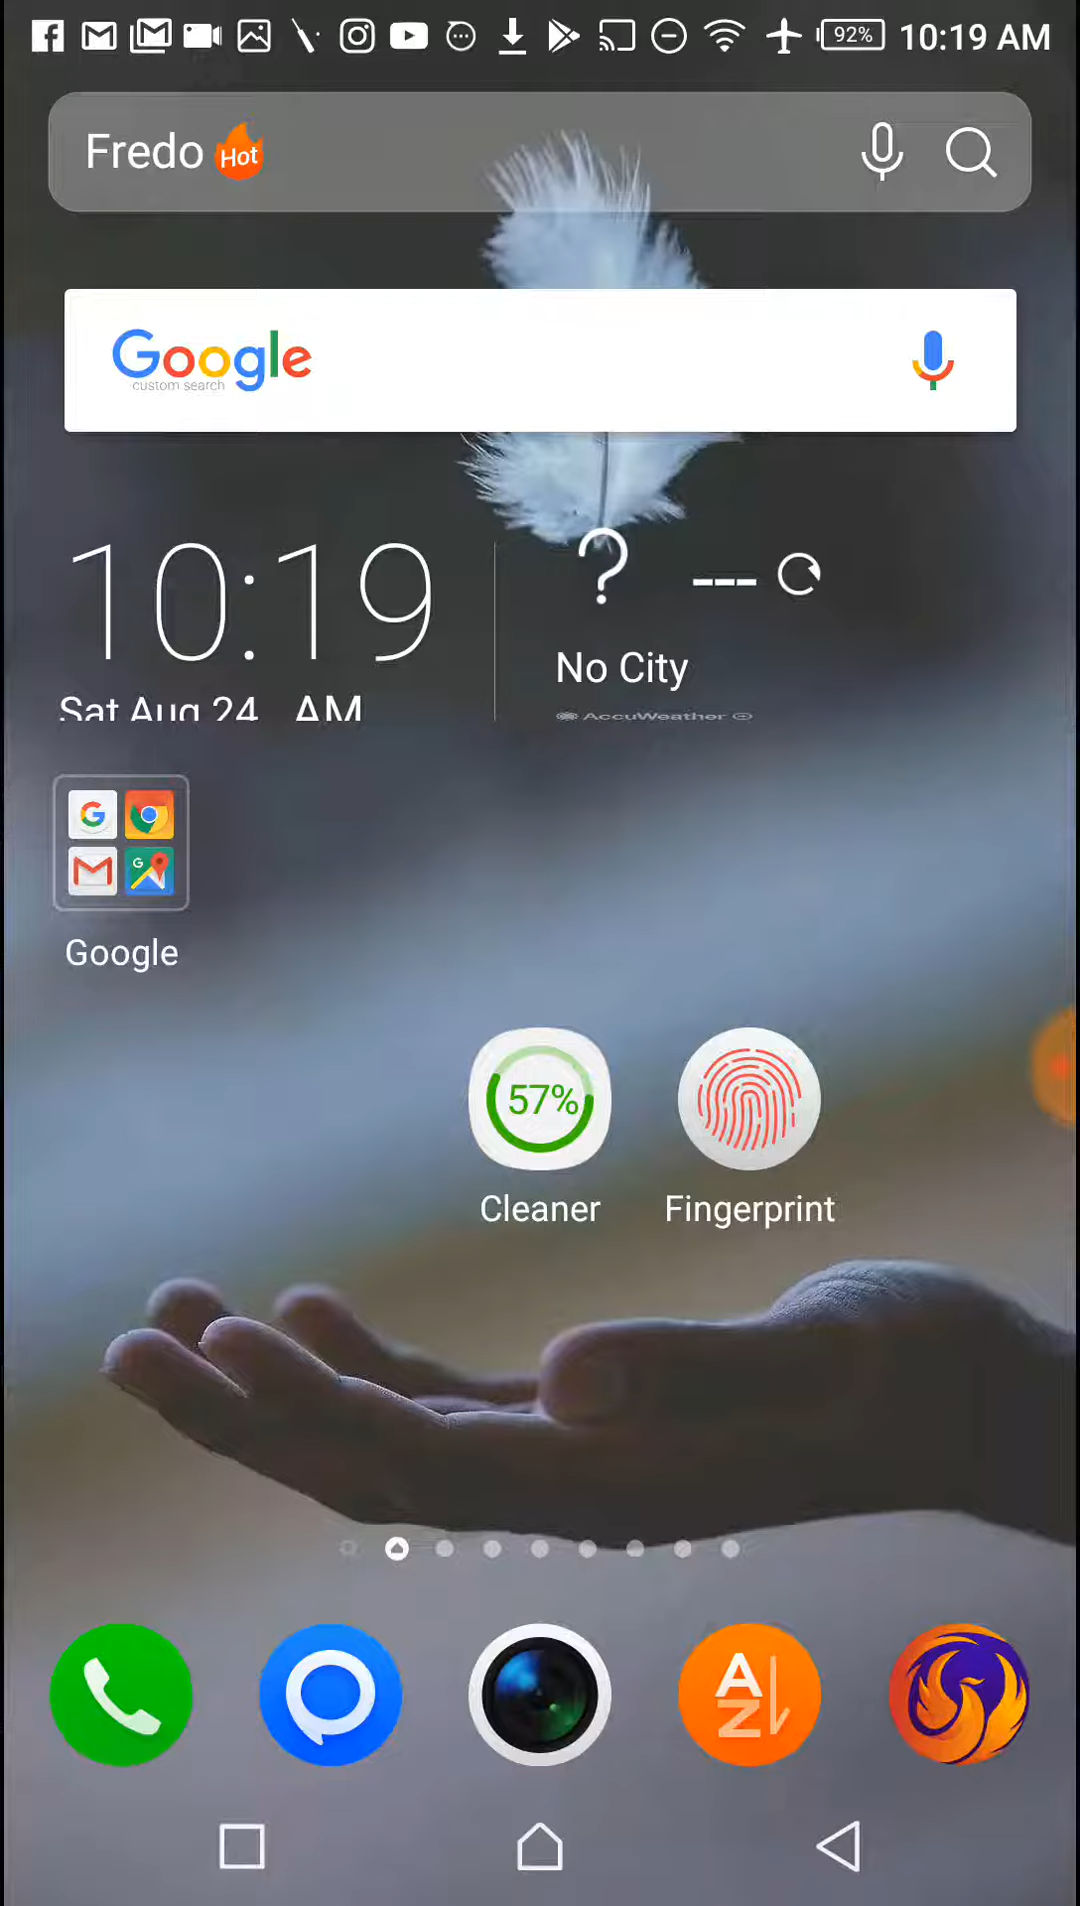 92% 10:19 AM
Fredo Hot
Google
custom search
10:19
Sat Aug 24 AM
?
---
No City
AccuWeather
G
Google
57%
Cleaner
Fingerprint
A
Z